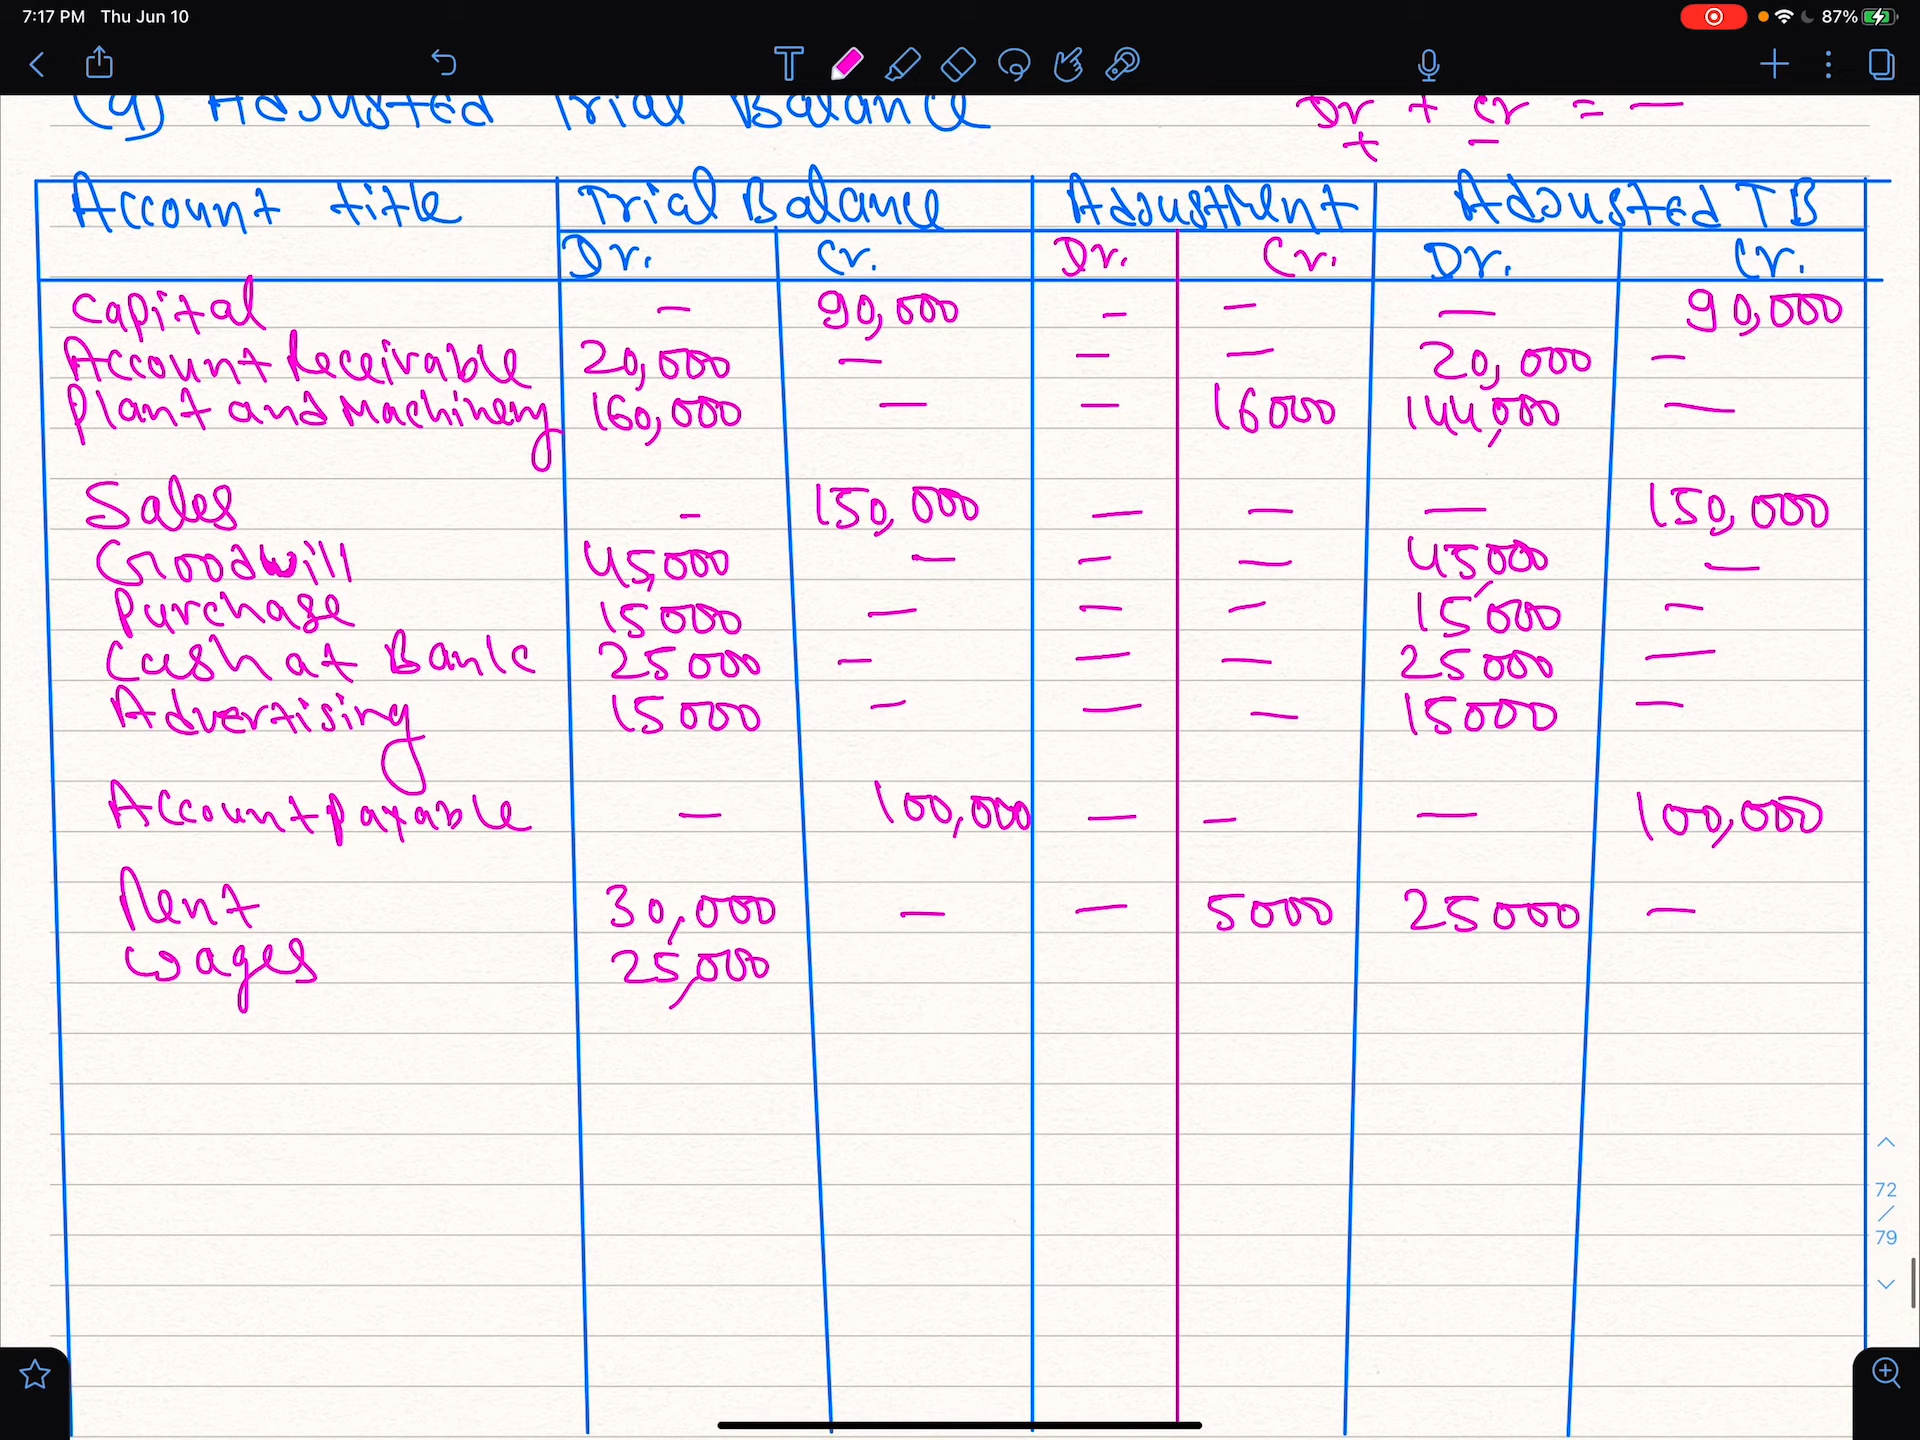 7:17 PM Thu Jun 10 87%
(a) Adjusted Trial Balance Dr + Cr = —
+ —
Account title Trial Balance Adjustment Adjusted TB
Dr. Cr. Dr. Cr. Dr. Cr.
Capital — 90,000 — — — 90,000
Account Receivable 20,000 — — — 20,000 —
Plant and Machinery 160,000 — — 16000 144,000 —
Sales — 150,000 — — — 150,000
Goodwill 45,000 — — — 45,000 —
Purchase 15000 — — — 15000 —
Cash at Bank 25000 — — — 25000 —
Advertising 15000 — — — 15000 —
Account payable — 100,000 — — — 100,000
Rent 30,000 — — 5000 25000 —
Wages 25,000
72
/
79